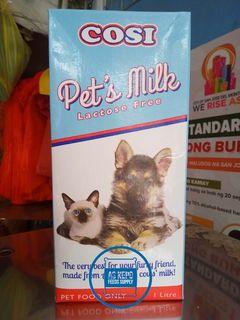 COSI
Pet's Milk
Lactose Free
The very best for your furry friend,
made from cows' milk!
AG REPO
FEEDS SUPPLY
PET FOOD ONLY
1 Litre
WE RISE AS
STANDAR
ONG BU